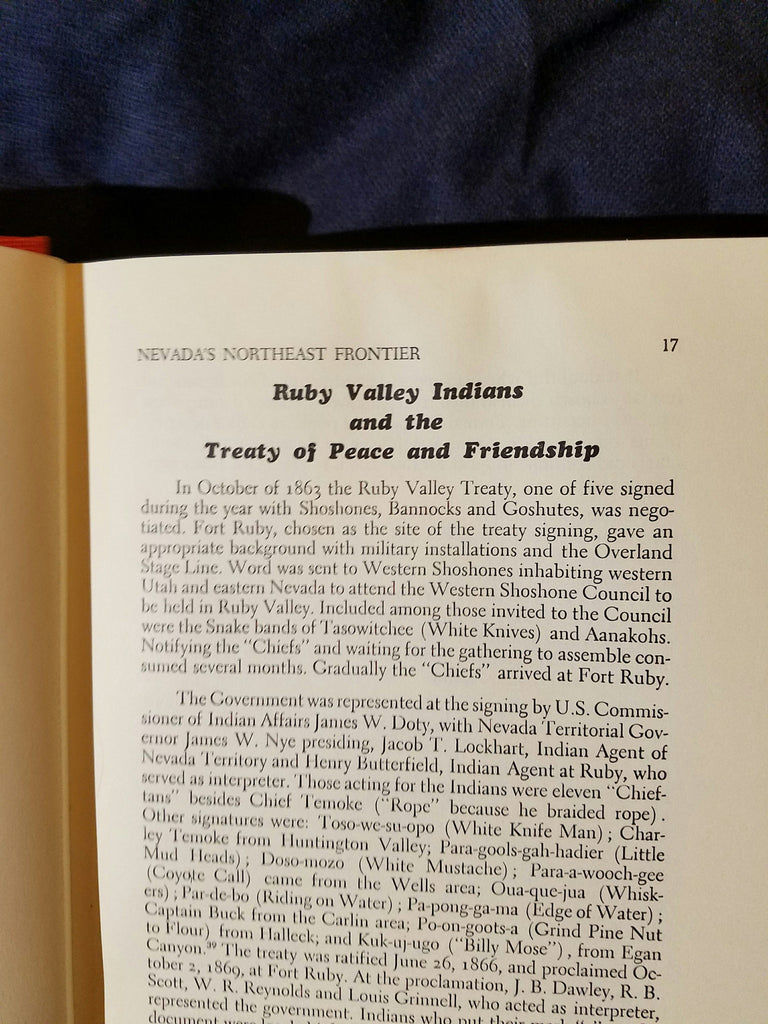 NEVADA'S NORTHEAST FRONTIER
17
Ruby Valley Indians
and the
Treaty of Peace and Friendship
In October of 1863 the Ruby Valley Treaty, one of five signed
during the year with Shoshones, Bannocks and Goshutes, was nego-
tiated. Fort Ruby, chosen as the site of the treaty signing, gave an
appropriate background with military installations and the Overland
Stage Line. Word was sent to Western Shoshones inhabiting western
Utah and eastern Nevada to attend the Western Shoshone Council to
be held in Ruby Valley. Included among those invited to the Council
were the Snake bands of Tasowitchee (White Knives) and Aanakohs.
Notifying the "Chiefs" and waiting for the gathering to assemble con-
sumed several months. Gradually the "Chiefs" arrived at Fort Ruby.
The Government was represented at the signing by U.S. Commis-
sioner of Indian Affairs James W. Doty, with Nevada Territorial Gov-
ernor James W. Nye presiding, Jacob T. Lockhart, Indian Agent of
Nevada Territory and Henry Butterfield, Indian Agent at Ruby, who
served as interpreter. Those acting for the Indians were eleven "Chief-
tans" besides Chief Temoke ("Rope" because he braided rope).
Other signatures were: Toso-we-su-opo (White Knife Man); Char-
ley Temoke from Huntington Valley; Para-gools-gah-hadier (Little
Mud Heads); Doso-mozo (White Mustache); Para-a-wooch-gee
(Coyote Call) came from the Wells area; Oua-que-jua (Whisk-
ers); Par-de-bo (Riding on Water); Pa-pong-ga-ma (Edge of Water);
Captain Buck from the Carlin area; Po-on-goots-a (Grind Pine Nut
to Flour) from Halleck; and Kuk-uj-ugo ("Billy Mose"), from Egan
Canyon.³⁹ The treaty was ratified June 26, 1866, and proclaimed Oc-
tober 2, 1869, at Fort Ruby. At the proclamation, J. B. Dawley, R. B.
Scott, W. R. Reynolds and Louis Grinnell, who acted as interpreter,
represented the government. Indians who put their mark
document were